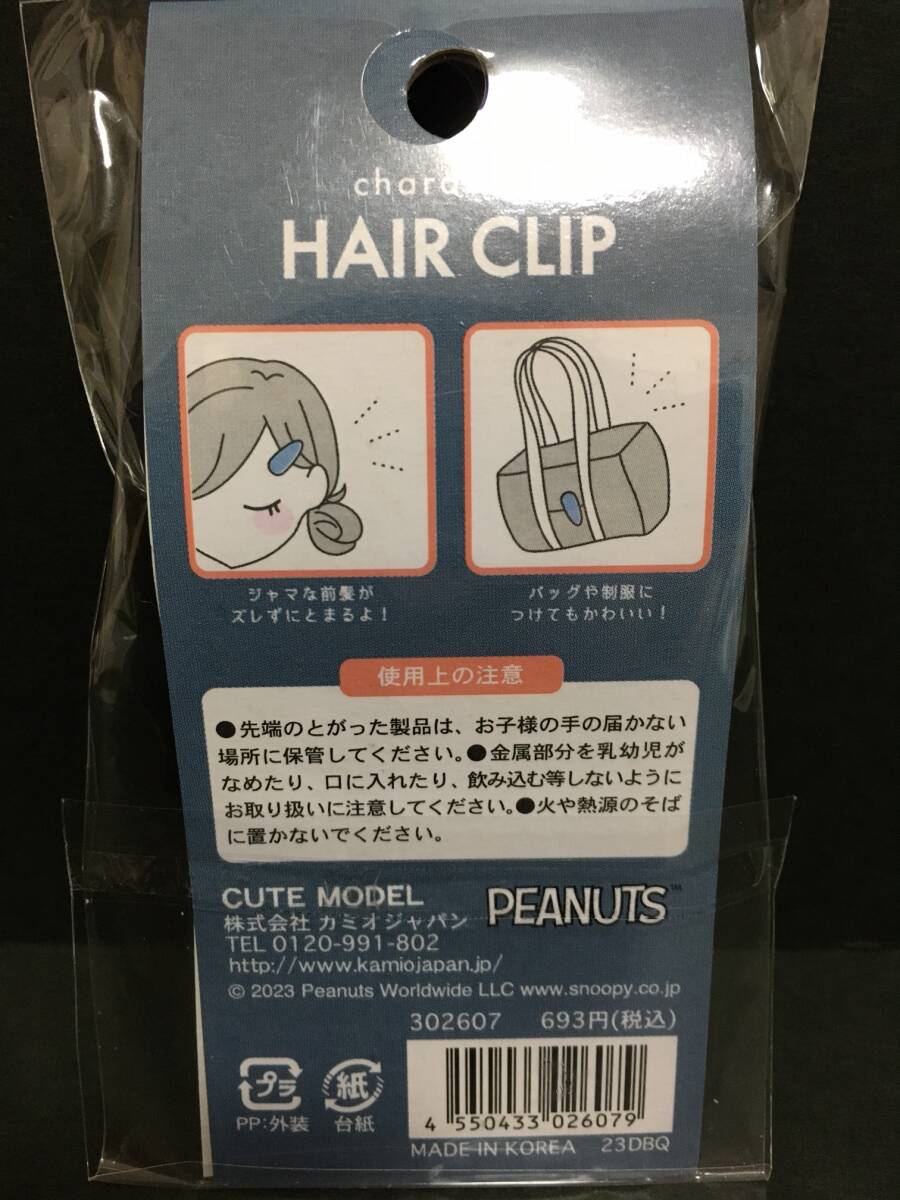 HAIR CLIP
ジャマな前髪が
ズレずにとまるよ!
バッグや制服に
つけてもかわいい!
使用上の注意
●先端のとがった製品は、お子様の手の届かない
場所に保管してください。●金属部分を乳幼児が
なめたり、口に入れたり、飲み込む等しないように
お取り扱いに注意してください。●火や熱源のそば
に置かないでください。
CUTE MODEL
PEANUTS™
株式会社 カミオジャパン
TEL 0120-991-802
http://www.kamiojapan.jp/
© 2023 Peanuts Worldwide LLC www.snoopy.co.jp
302607 693円(税込)
プラ
紙
PP:外装 台紙
4 550433 026079
MADE IN KOREA 23DBQ